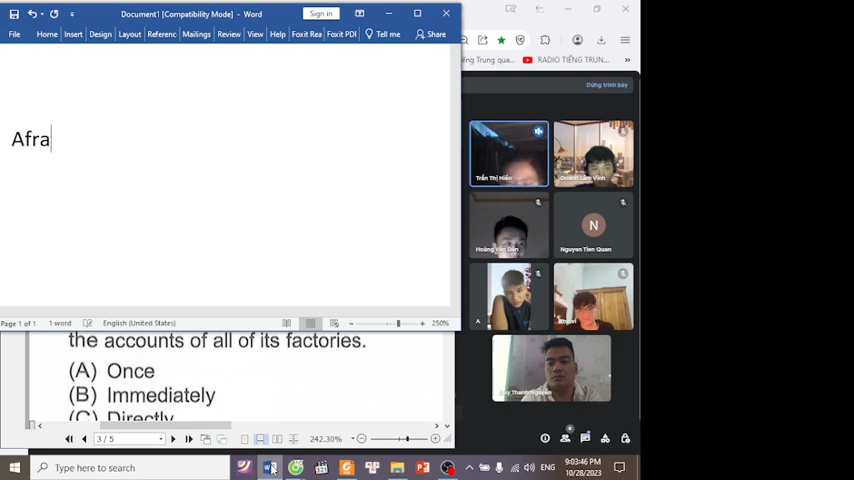 Document1 [Compatibility Mode] - Word
Sign in
File Home Insert Design Layout Referenc Mailings Review View Help Foxit Rea Foxit PDF Tell me Share
Afra
Page 1 of 1 1 word English (United States) 250%
the accounts of all of its factories.
(A) Once
(B) Immediately
(C) Directly
3 / 5 242.30%
iếng Trung qua... RADIO TIẾNG TRUN...
Dừng trình bày
Trần Thị Hiền
Doanh Lâm Vinh
Hoàng Văn Dân
N
Nguyen Tien Quan
A
Type here to search
ENG
9:03:46 PM
10/28/2023